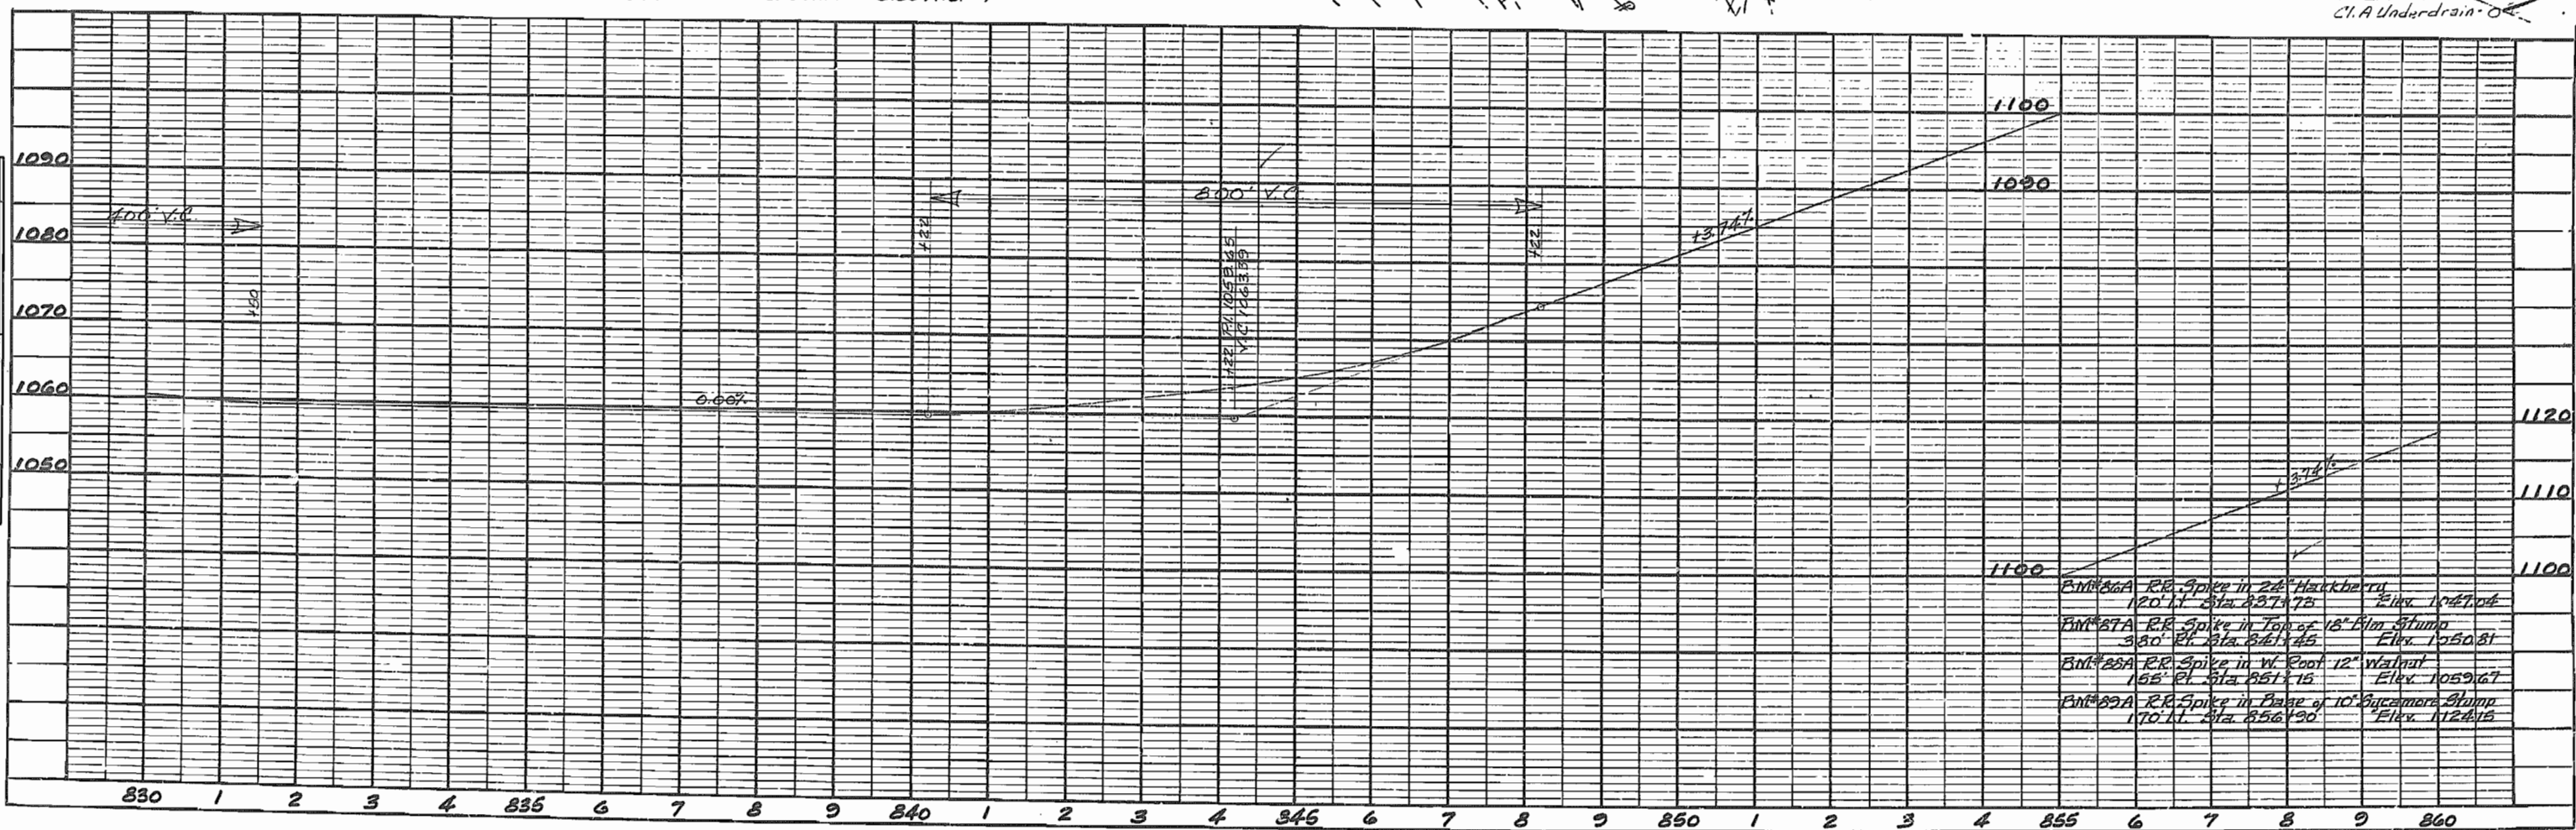 Cl. A Underdrain-
1100
1090
1090
800' V.C.
400' V.C.
+22
+22
+3.74%
1080
+50
+22 P.I. 1059.65
V.C. 1063.39
1070
1060
0.00%
1120
1050
+3.74%
1110
1100
1100
BM#86A R.R. Spike in 24" Hackberry
120' Lt. Sta. 837+73 Elev. 1047.04
BM#87A R.R. Spike in Top of 18" Elm Stump
380' Rt. Sta. 841+45 Elev. 1050.81
BM#88A R.R. Spike in W. Root 12" Walnut
155' Rt. Sta. 851+15 Elev. 1059.67
BM#89A R.R. Spike in Base of 10" Sycamore Stump
170' Lt. Sta. 856+90 Elev. 1124.15
830 1 2 3 4 835 6 7 8 9 840 1 2 3 4 845 6 7 8 9 850 1 2 3 4 855 6 7 8 9 860